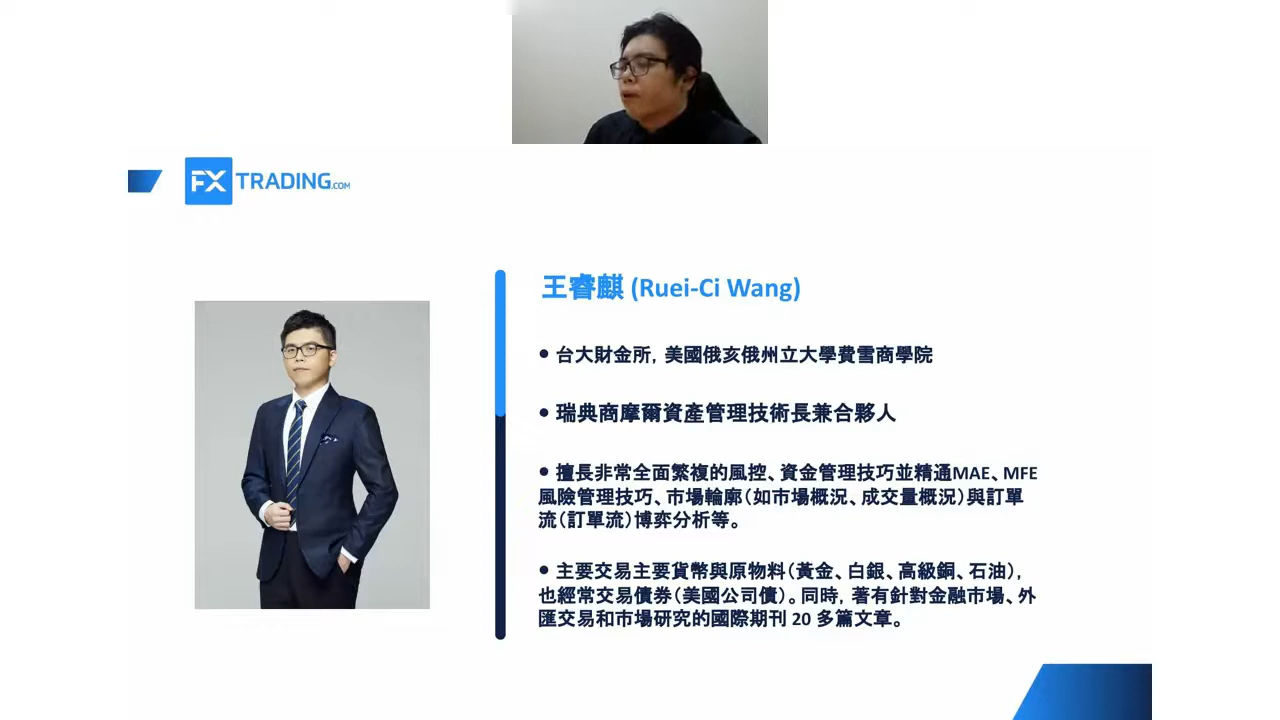 FX TRADING.COM
王睿麒 (Ruei-Ci Wang)
• 台大財金所, 美國俄亥俄州立大學費雪商學院
• 瑞典商摩爾資產管理技術長兼合夥人
• 擅長非常全面繁複的風控、資金管理技巧並精通MAE、MFE
風險管理技巧、市場輪廓(如市場概況、成交量概況)與訂單
流(訂單流)博弈分析等。
• 主要交易主要貨幣與原物料(黃金、白銀、高級銅、石油),
也經常交易債券(美國公司債)。同時, 著有針對金融市場、外
匯交易和市場研究的國際期刊 20 多篇文章。